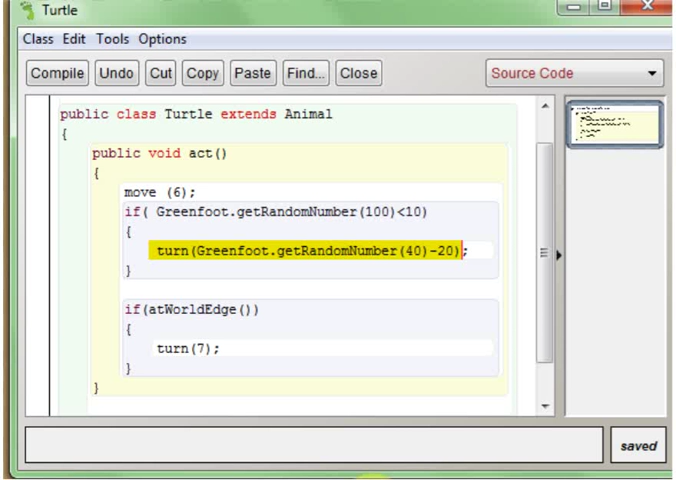 Turtle
Class Edit Tools Options
Compile Undo Cut Copy Paste Find... Close Source Code
public class Turtle extends Animal
{
public void act()
{
move (6);
if( Greenfoot.getRandomNumber(100)<10)
{
turn(Greenfoot.getRandomNumber(40)-20);
}
if(atWorldEdge())
{
turn(7);
}
}
saved